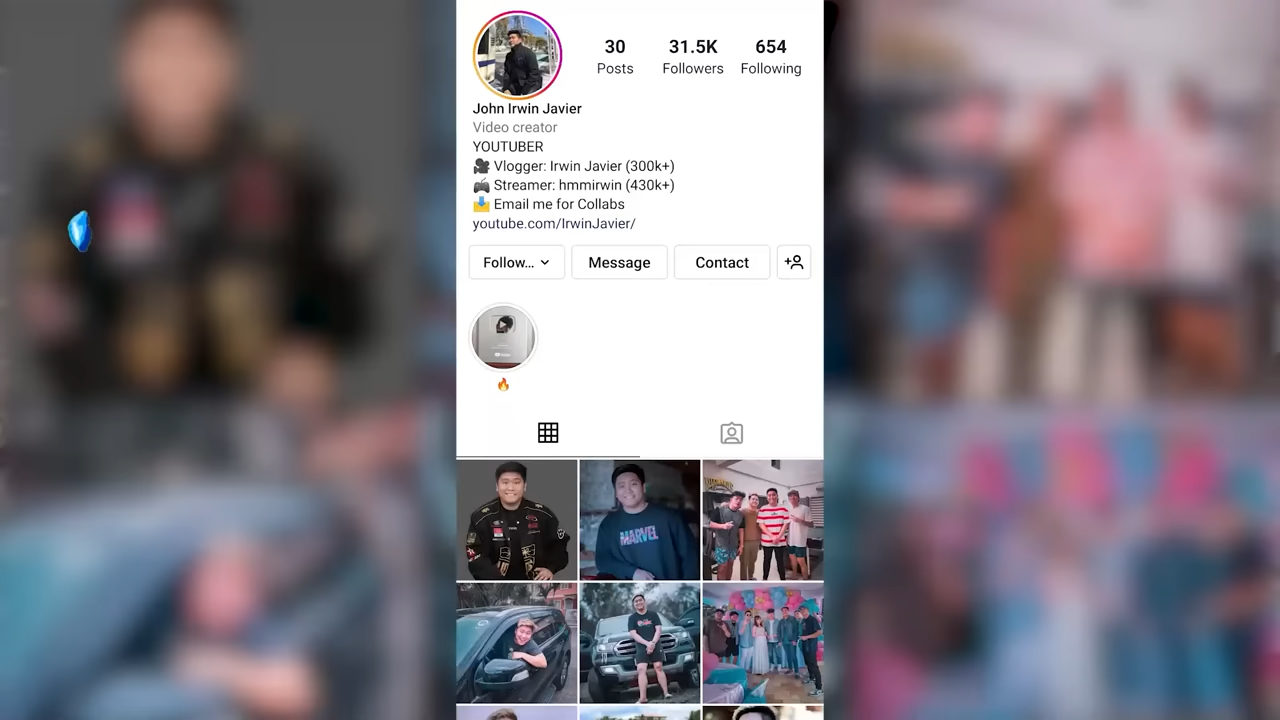 30
31.5K
654
Posts
Followers
Following
John Irwin Javier
Video creator
YOUTUBER
🎥 Vlogger: Irwin Javier (300k+)
🎮 Streamer: hmmirwin (430k+)
📩 Email me for Collabs
youtube.com/IrwinJavier/
Follow...
Message
Contact
🔥
MARVEL